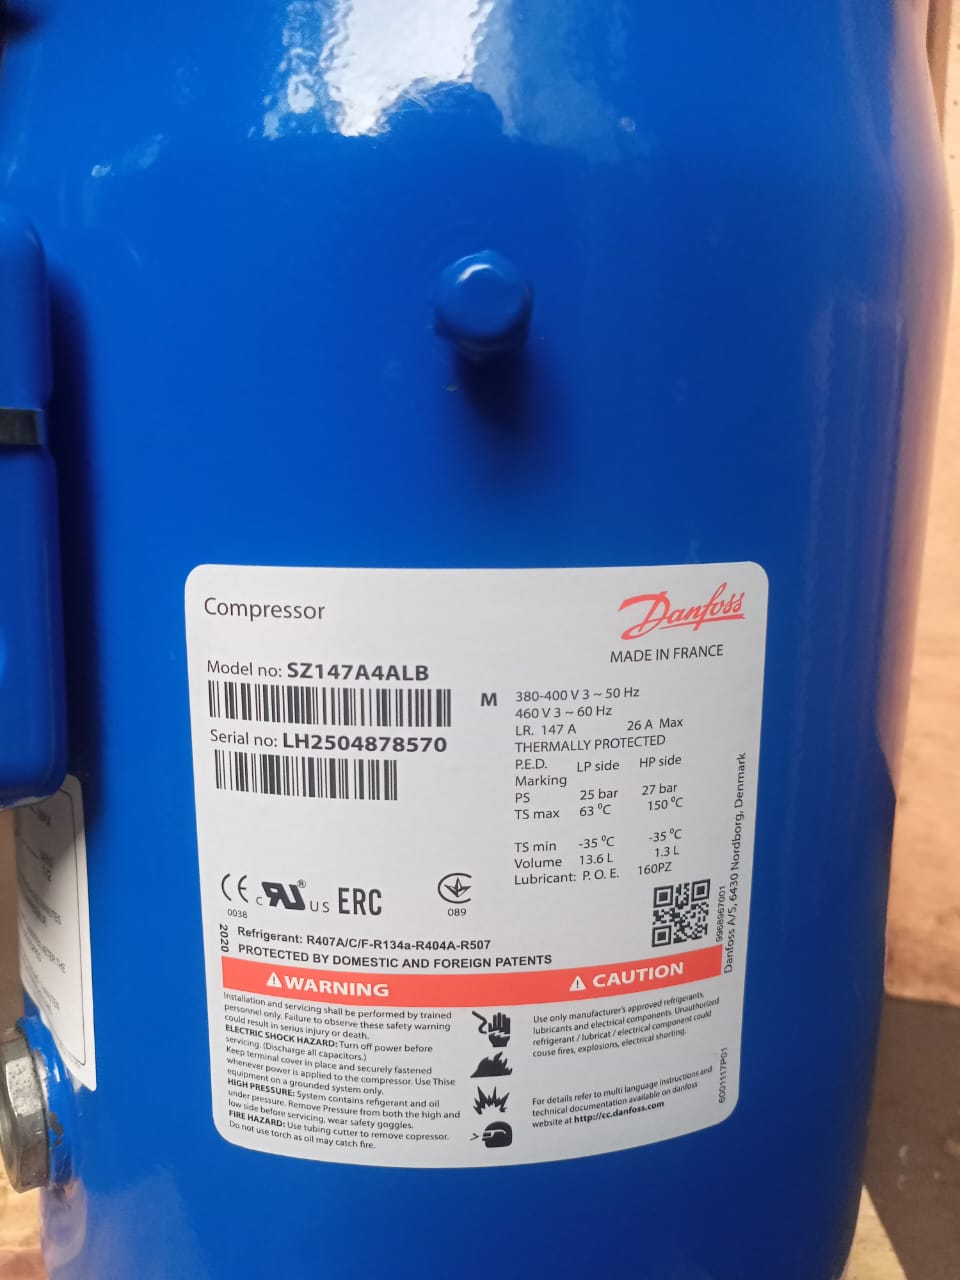 Compressor
Danfoss
MADE IN FRANCE
Model no: SZ147A4ALB
Serial no: LH2504878570
M
380-400 V 3 ~ 50 Hz
460 V 3 ~ 60 Hz
LR. 147 A 26 A Max
THERMALLY PROTECTED
P.E.D. LP side HP side
Marking
PS 25 bar 27 bar
TS max 63 °C 150 °C
TS min -35 °C -35 °C
Volume 13.6 L 1.3 L
Lubricant: P. O. E. 160PZ
CE
0038
c RU ® US ERC
089
9968967001
Danfoss A/S, 6430 Nordborg, Denmark
2020
Refrigerant: R407A/C/F-R134a-R404A-R507
PROTECTED BY DOMESTIC AND FOREIGN PATENTS
WARNING
CAUTION
Installation and servicing shall be performed by trained
personnel only. Failure to observe these safety warning
could result in serius injury or death.
ELECTRIC SHOCK HAZARD: Turn off power before
servicing. (Discharge all capacitors.)
Keep terminal cover in place and securely fastened
whenever power is applied to the compressor. Use Thise
equipment on a grounded system only.
HIGH PRESSURE: System contains refrigerant and oil
under pressure. Remove Pressure from both the high and
low side before servicing, wear safety goggles.
FIRE HAZARD: Use tubing cutter to remove copressor.
Do not use torch as oil may catch fire.
Use only manufacturer's approved refrigerants,
lubricants and electrical components. Unauthorized
refrigerant / lubricat / electrical component could
couse fires, explosions, electrical shorting.
For details refer to multi language instructions and
technical documentation available on danfoss
website at http://cc.danfoss.com
6001117P01
MAX
1/2
AFTER THE